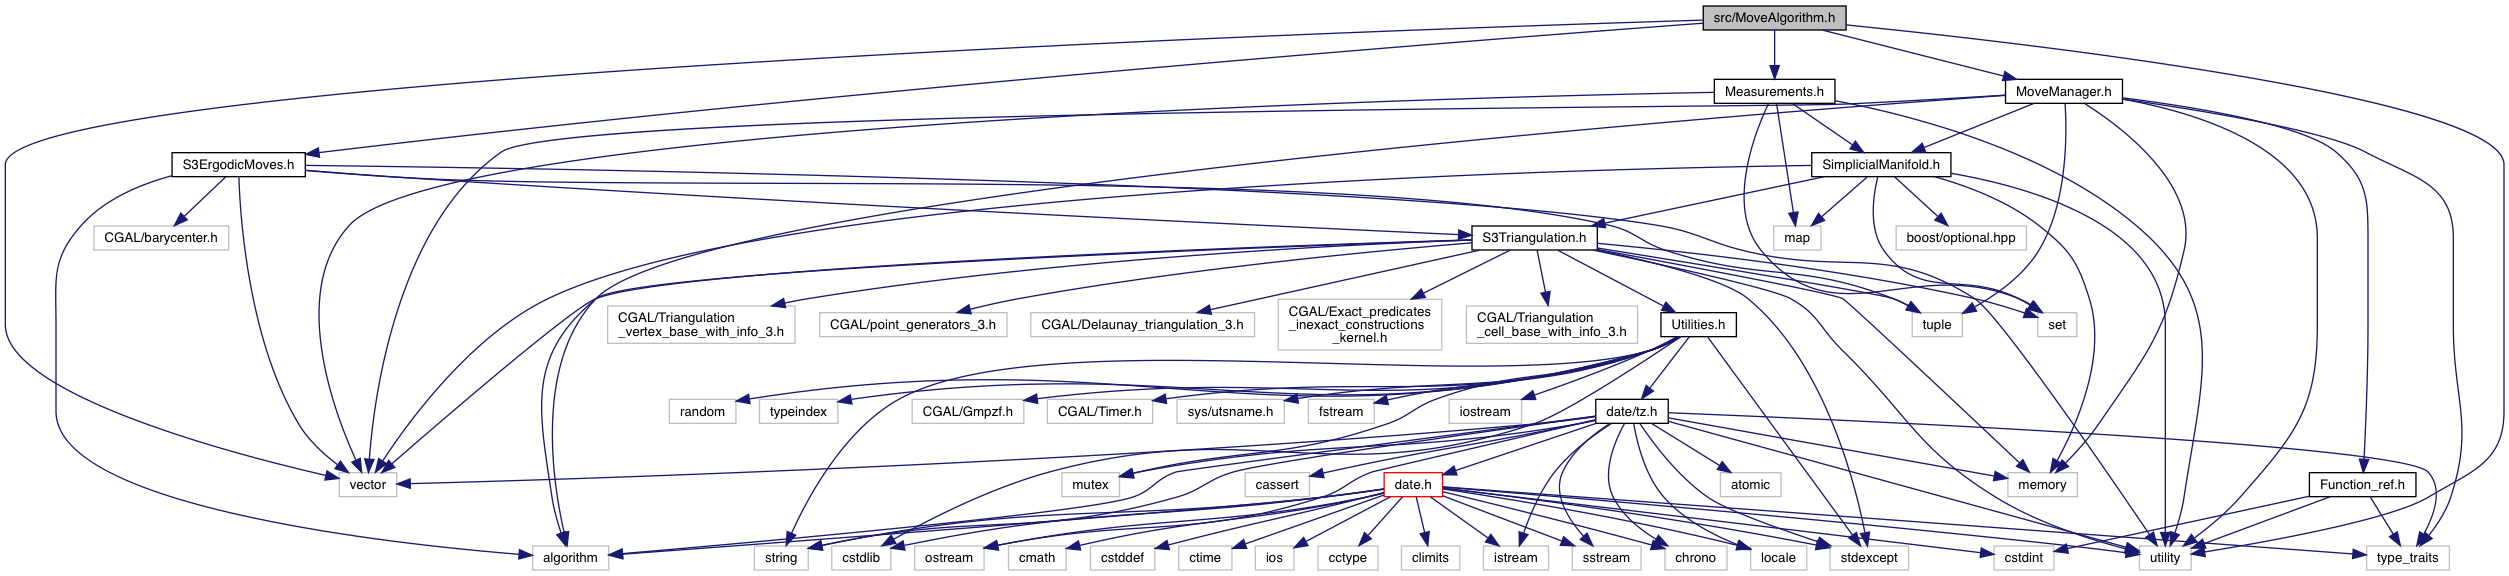 src/MoveAlgorithm.h
Measurements.h
MoveManager.h
S3ErgodicMoves.h
SimplicialManifold.h
CGAL/barycenter.h
S3Triangulation.h
map
boost/optional.hpp
CGAL/Triangulation
_vertex_base_with_info_3.h
CGAL/point_generators_3.h
CGAL/Delaunay_triangulation_3.h
CGAL/Exact_predicates
_inexact_constructions
_kernel.h
CGAL/Triangulation
_cell_base_with_info_3.h
Utilities.h
tuple
set
random
typeindex
CGAL/Gmpzf.h
CGAL/Timer.h
sys/utsname.h
fstream
iostream
date/tz.h
vector
mutex
cassert
date.h
atomic
memory
Function_ref.h
algorithm
string
cstdlib
ostream
cmath
cstddef
ctime
ios
cctype
climits
istream
sstream
chrono
locale
stdexcept
cstdint
utility
type_traits